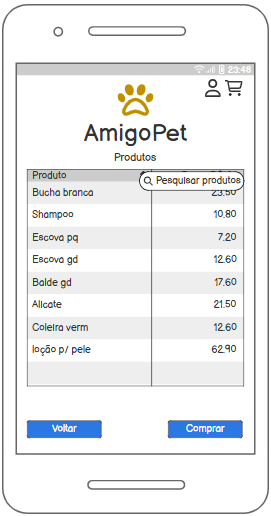 23:48
AmigoPet
Produtos
Produto
Pesquisar produtos
Bucha branca 23.50
Shampoo 10.80
Escova pq 7.20
Escova gd 12.60
Balde gd 17.60
Alicate 21.50
Coleira verm 12.60
loção p/ pele 62.90
Voltar Comprar